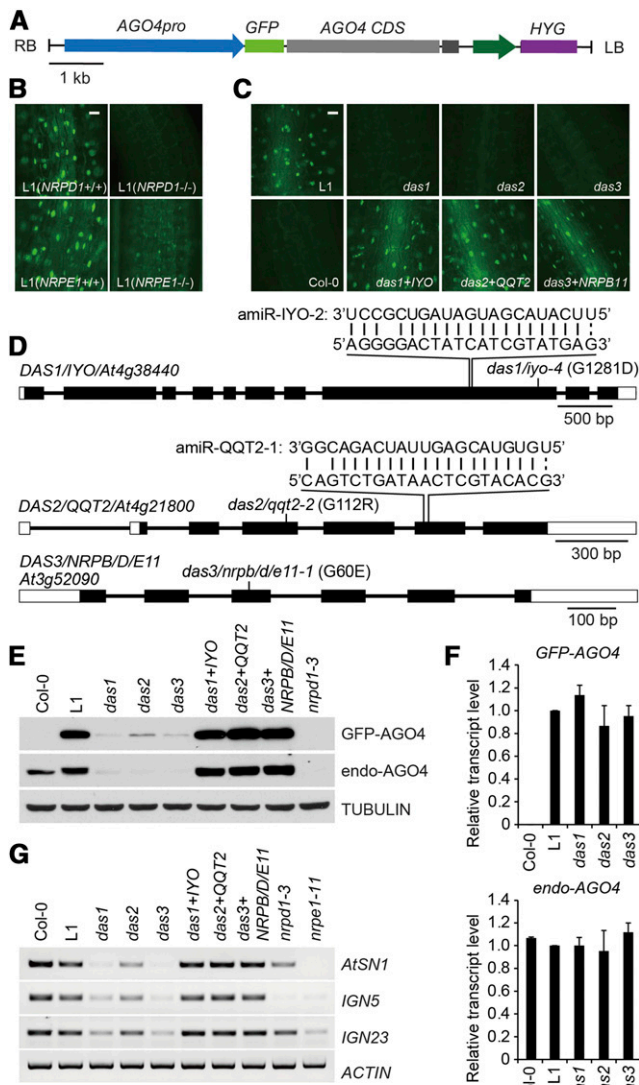 A
AGO4pro GFP AGO4 CDS HYG
RB LB
1 kb
B
L1(NRPD1+/+) L1(NRPD1-/-)
L1(NRPE1+/+) L1(NRPE1-/-)
C
L1 das1 das2 das3
Col-0 das1+IYO das2+QQT2 das3+NRPB11
D
amiR-IYO-2: 3'UCCGCUGAUAGUAGCAUACUU5'
5'AGGGGACTATCATCGTATGAG3'
DAS1/IYO/At4g38440
das1/iyo-4 (G1281D)
500 bp
amiR-QQT2-1: 3'GGCAGACUAUUGAGCAUGUGU5'
5'CAGTCTGATAACTCGTACACG3'
DAS2/QQT2/At4g21800
das2/qqt2-2 (G112R)
300 bp
DAS3/NRPB/D/E11
At3g52090
das3/nrpb/d/e11-1 (G60E)
100 bp
E
Col-0 L1 das1 das2 das3 das1+IYO das2+QQT2 das3+ NRPB/D/E11 nrpd1-3
GFP-AGO4
endo-AGO4
TUBULIN
F
GFP-AGO4
Relative transcript level
1.4
1.2
1.0
0.8
0.6
0.4
0.2
0
Col-0 L1 das1 das2 das3
endo-AGO4
Relative transcript level
1.4
1.2
1.0
0.8
0.6
0.4
0.2
0
Col-0 L1 das1 das2 das3
G
Col-0 L1 das1 das2 das3 das1+IYO das2+QQT2 das3+ NRPB/D/E11 nrpd1-3 nrpe1-11
AtSN1
IGN5
IGN23
ACTIN